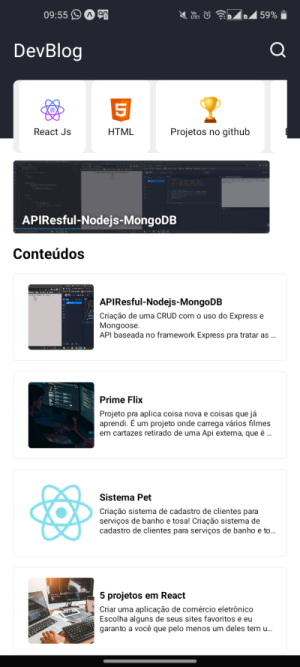 09:55
59%
DevBlog
React Js
HTML
Projetos no github
APIResful-Nodejs-MongoDB
Conteúdos
APIResful-Nodejs-MongoDB
Criação de uma CRUD com o uso do Express e
Mongoose.
API baseada no framework Express pra tratar as ...
Prime Flix
Projeto pra aplica coisa nova e coisas que já
aprendi. É um projeto onde carrega vários filmes
em cartazes retirado de uma Api externa, que é ...
Sistema Pet
Criação sistema de cadastro de clientes para
serviços de banho e tosa! Criação sistema de
cadastro de clientes para serviços de banho e to...
5 projetos em React
Criar uma aplicação de comércio eletrônico
Escolha alguns de seus sites favoritos e eu
garanto a você que pelo menos um deles tem u...